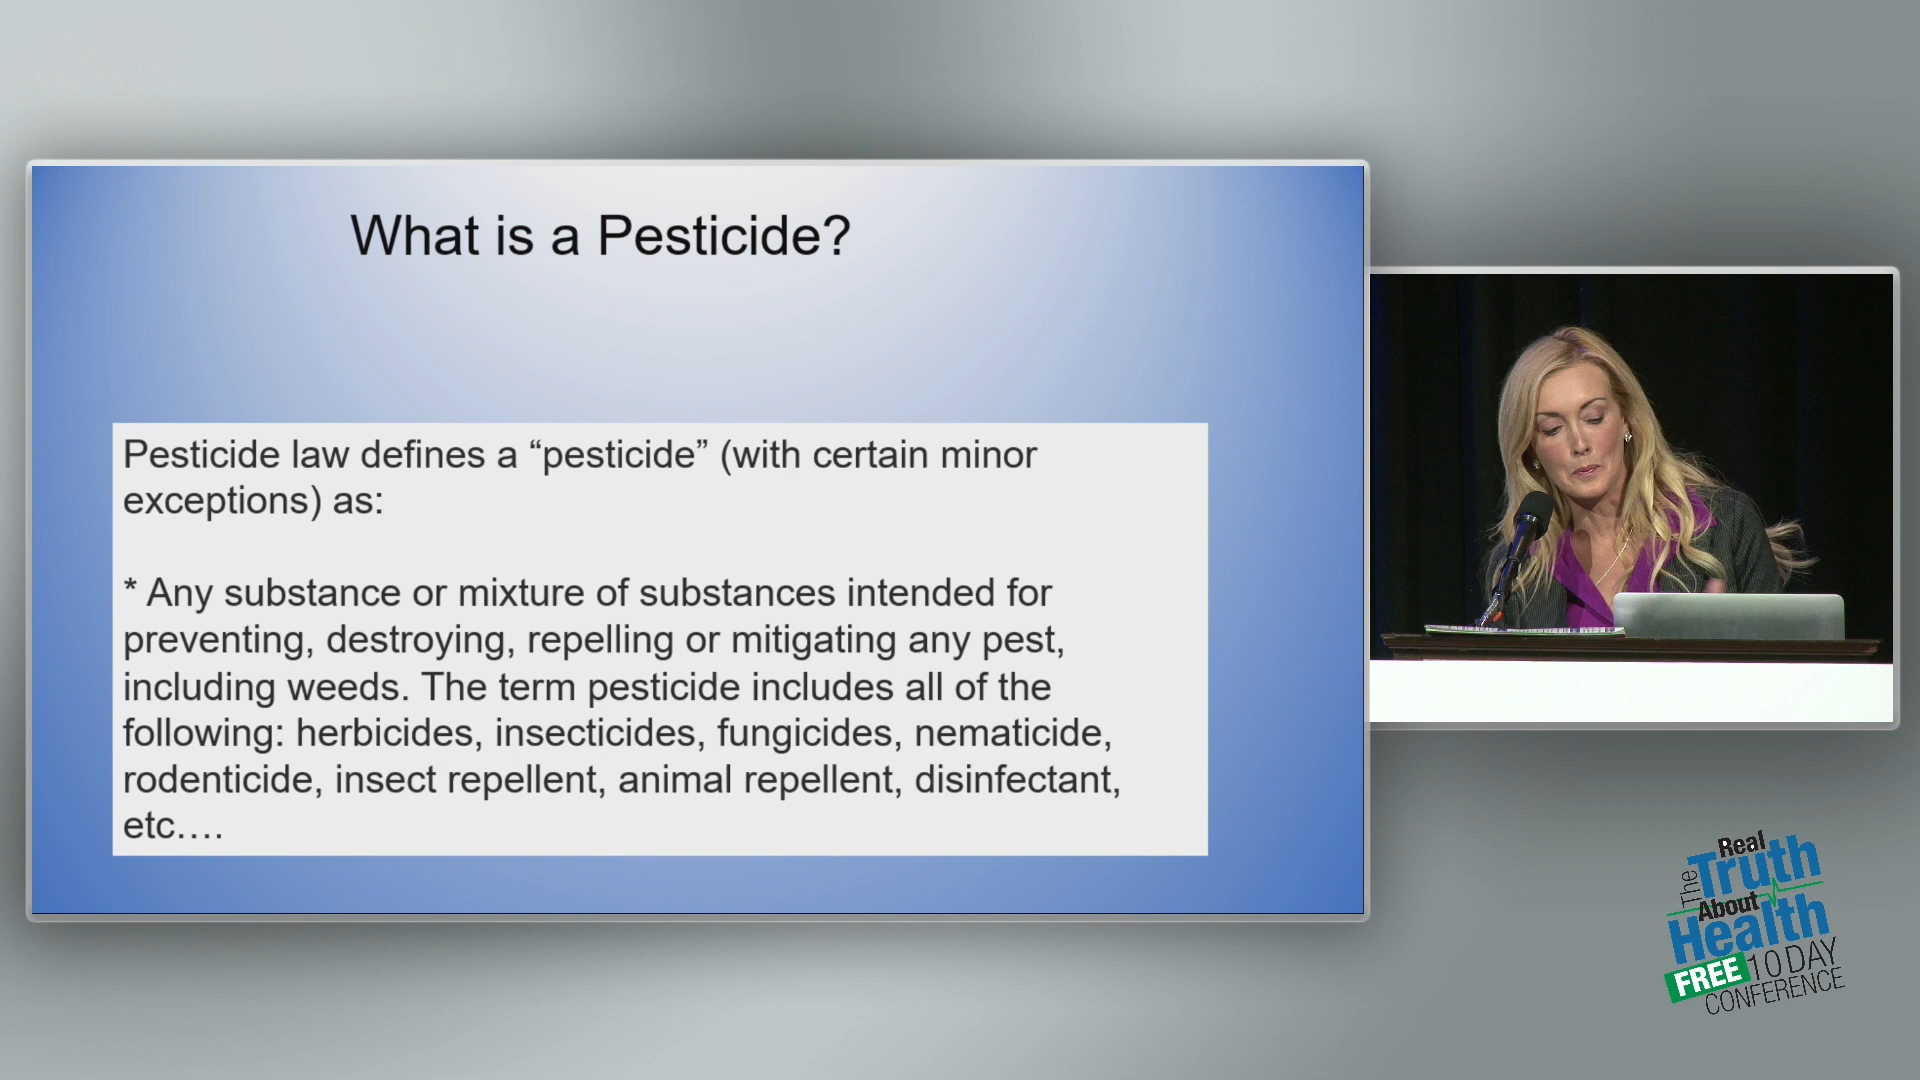 What is a Pesticide?
Pesticide law defines a “pesticide” (with certain minor
exceptions) as:
* Any substance or mixture of substances intended for
preventing, destroying, repelling or mitigating any pest,
including weeds. The term pesticide includes all of the
following: herbicides, insecticides, fungicides, nematicide,
rodenticide, insect repellent, animal repellent, disinfectant,
etc….
The Real
Truth
About
Health
FREE 10 DAY
CONFERENCE